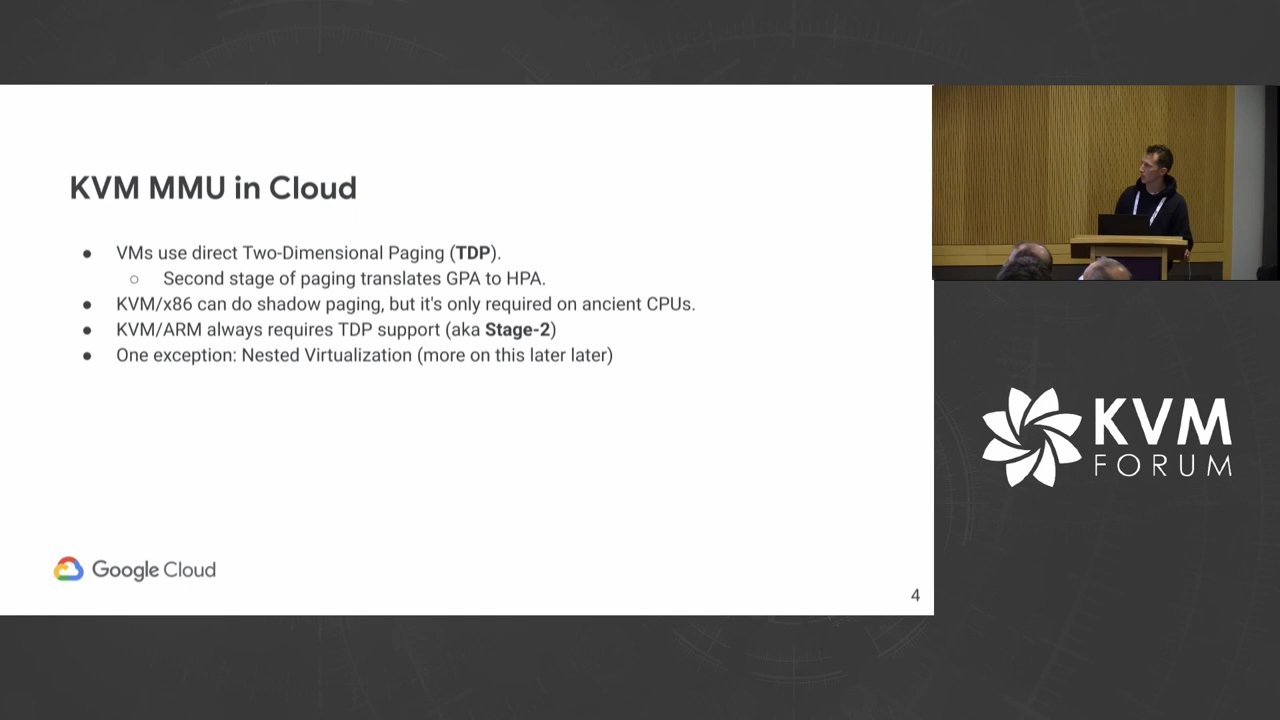 KVM MMU in Cloud
● VMs use direct Two-Dimensional Paging (TDP).
○ Second stage of paging translates GPA to HPA.
● KVM/x86 can do shadow paging, but it's only required on ancient CPUs.
● KVM/ARM always requires TDP support (aka Stage-2)
● One exception: Nested Virtualization (more on this later later)
Google Cloud
4
KVM
FORUM